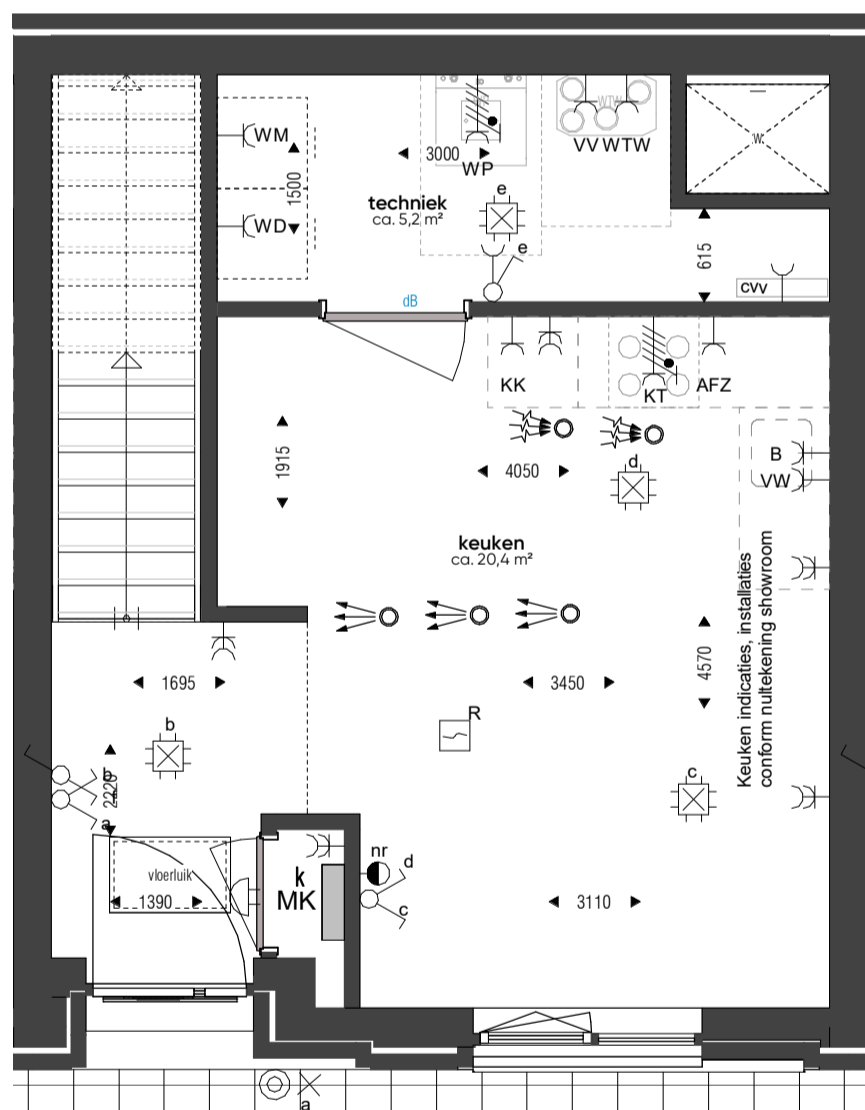 WM
WD
1500
3000
WP
WTW
VV WTW
W.
techniek
ca. 5,2 m²
e
e
615
cvv
dB
KK
KT
AFZ
1915
4050
d
B
VW
keuken
ca. 20,4 m²
Keuken indicaties, installaties
conform nultekening showroom
1695
3450
4570
b
R
c
b
2220
a
vloerluik
1390
k
MK
nr
d
c
3110
a